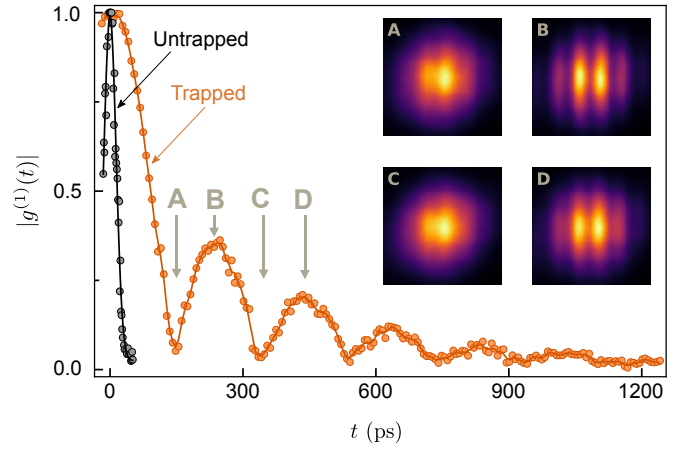 1.0
0.5
0.0
|g⁽¹⁾(t)|
Untrapped
Trapped
A B C D
A
B
C
D
0 300 600 900 1200
t (ps)